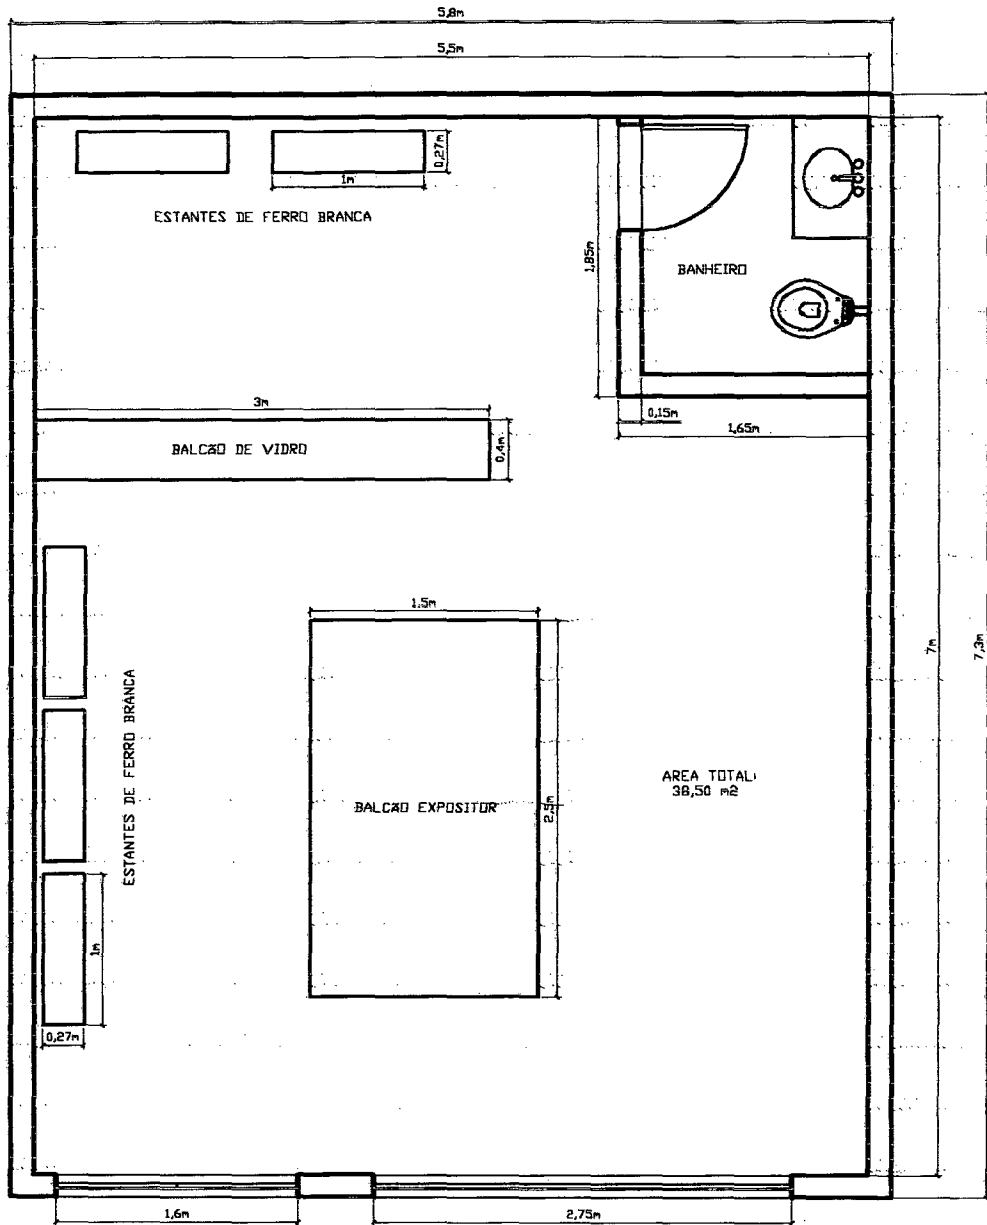 5,8m
5,5m
0,27m
1m
ESTANTES DE FERRO BRANCA
1,85m
BANHEIRO
3m
0,15m
1,65m
BALCÃO DE VIDRO
0,4m
1,5m
7m
7,3m
ESTANTES DE FERRO BRANCA
AREA TOTAL:
38,50 m2
BALCÃO EXPOSITOR
2,5m
1m
0,27m
1,6m
2,75m